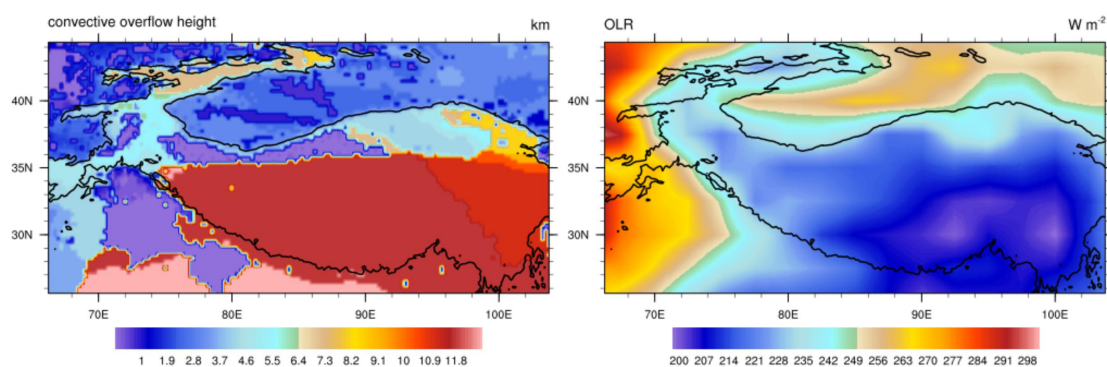 convective overflow height km
40N
35N
30N
70E 80E 90E 100E
1 1.9 2.8 3.7 4.6 5.5 6.4 7.3 8.2 9.1 10 10.9 11.8
OLR W m-2
40N
35N
30N
70E 80E 90E 100E
200 207 214 221 228 235 242 249 256 263 270 277 284 291 298